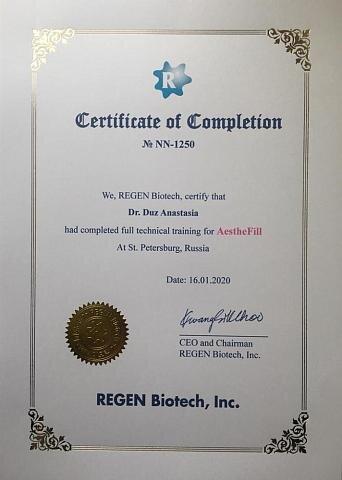 R
Certificate of Completion
№ NN-1250
We, REGEN Biotech, certify that
Dr. Duz Anastasia
had completed full technical training for AestheFill
At St. Petersburg, Russia
Date: 16.01.2020
CEO and Chairman
REGEN Biotech, Inc.
REGEN Biotech, Inc.